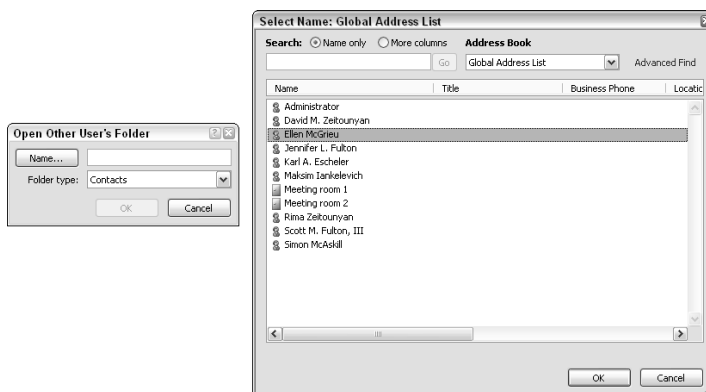 Open Other User's Folder
Name...
Folder type: Contacts
OK Cancel
Select Name: Global Address List
Search: Name only More columns Address Book
Go Global Address List Advanced Find
Name Title Business Phone Locatic
Administrator
David M. Zeitounyan
Ellen McGrieu
Jennifer L. Fulton
Karl A. Escheler
Maksim Iankelevich
Meeting room 1
Meeting room 2
Rima Zeitounyan
Scott M. Fulton, III
Simon McAskill
OK Cancel